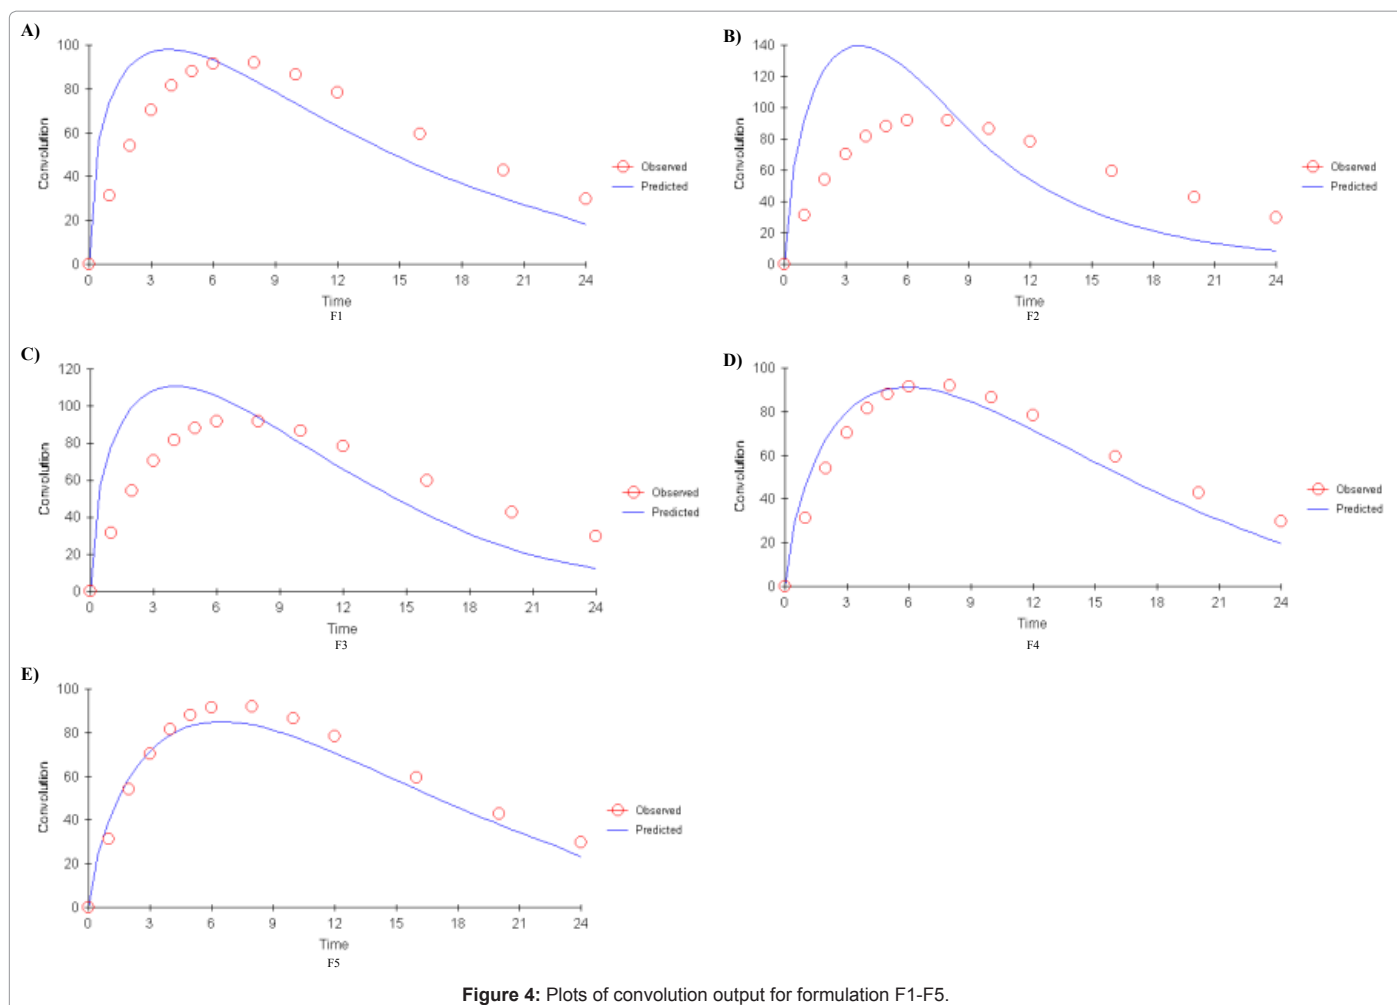 A)
100
80
60
40
20
0
Convolution
0 3 6 9 12 15 18 21 24
Time
F1
Observed
Predicted
B)
140
120
100
80
60
40
20
0
Convolution
0 3 6 9 12 15 18 21 24
Time
F2
Observed
Predicted
C)
120
100
80
60
40
20
0
Convolution
0 3 6 9 12 15 18 21 24
Time
F3
Observed
Predicted
D)
100
80
60
40
20
0
Convolution
0 3 6 9 12 15 18 21 24
Time
F4
Observed
Predicted
E)
100
80
60
40
20
0
Convolution
0 3 6 9 12 15 18 21 24
Time
F5
Observed
Predicted
Figure 4: Plots of convolution output for formulation F1-F5.